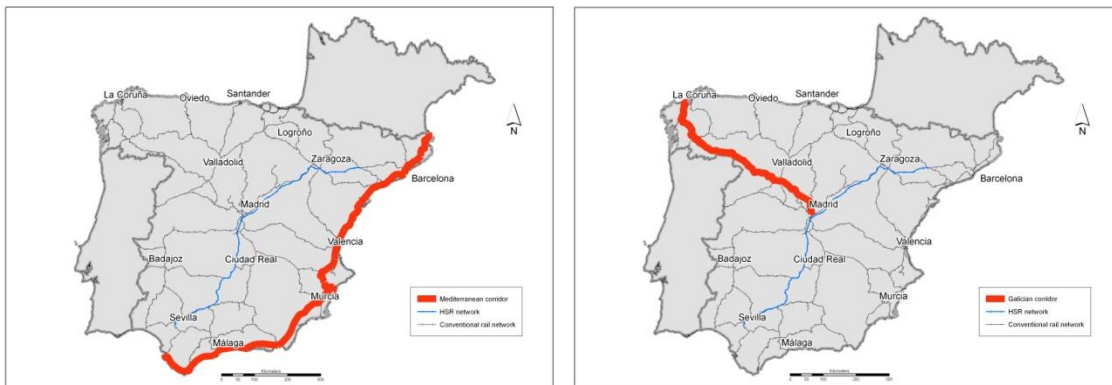 La Coruña
Oviedo
Santander
Logroño
Valladolid
Zaragoza
Barcelona
Madrid
Valencia
Badajoz
Ciudad Real
Murcia
Sevilla
Málaga
N
Mediterranean corridor
HSR network
Conventional rail network
Kilometers
La Coruña
Oviedo
Santander
Logroño
Valladolid
Zaragoza
Barcelona
Madrid
Valencia
Badajoz
Ciudad Real
Murcia
Sevilla
Málaga
N
Galician corridor
HSR network
Conventional rail network
Kilometers